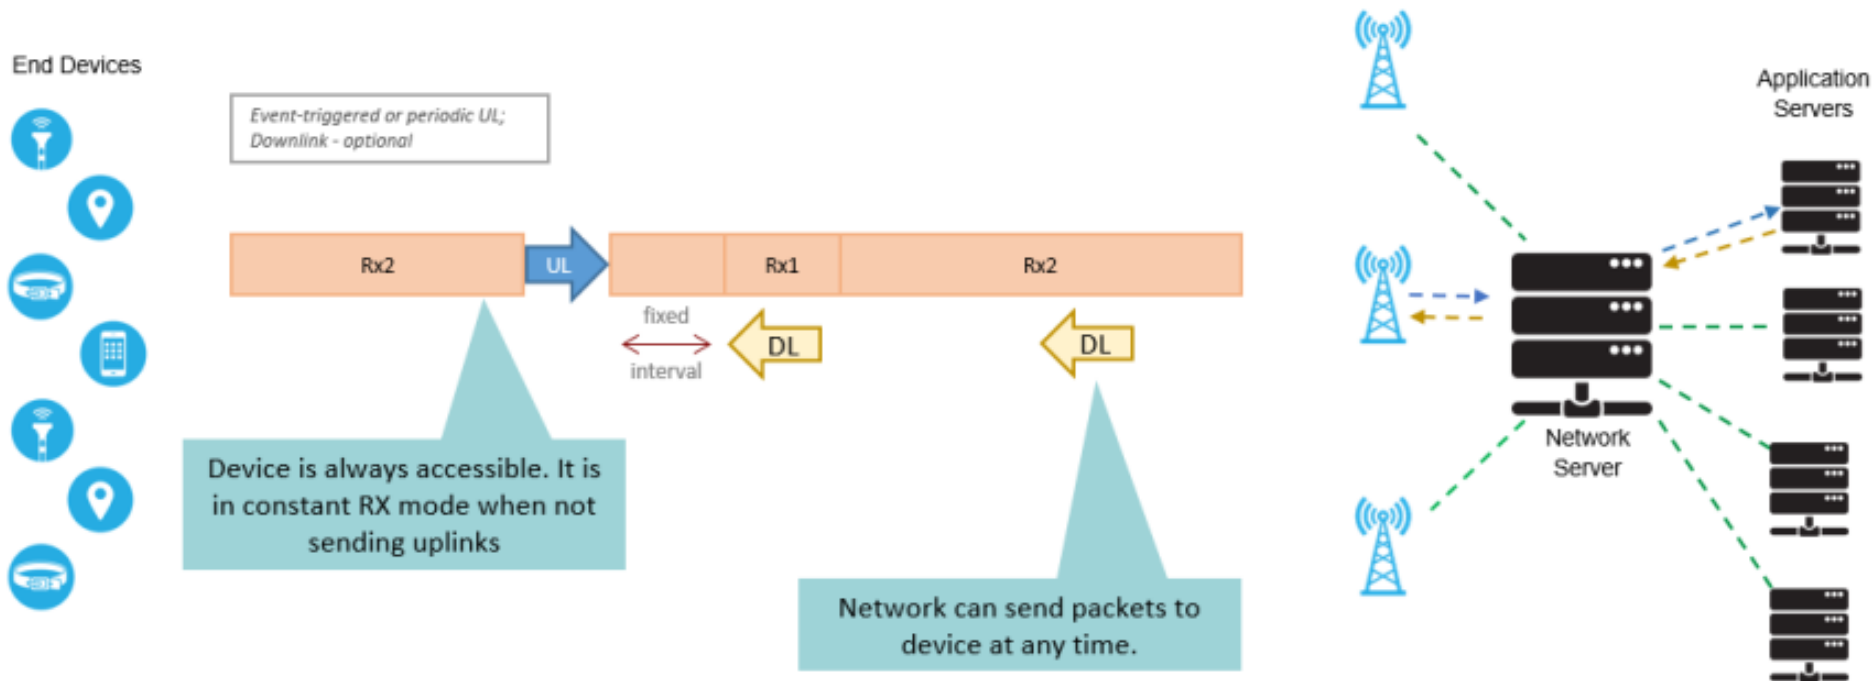 End Devices
Event-triggered or periodic UL;
Downlink - optional
Rx2
UL
Rx1
Rx2
fixed
interval
DL
DL
Device is always accessible. It is
in constant RX mode when not
sending uplinks
Network can send packets to
device at any time.
Network
Server
Application
Servers